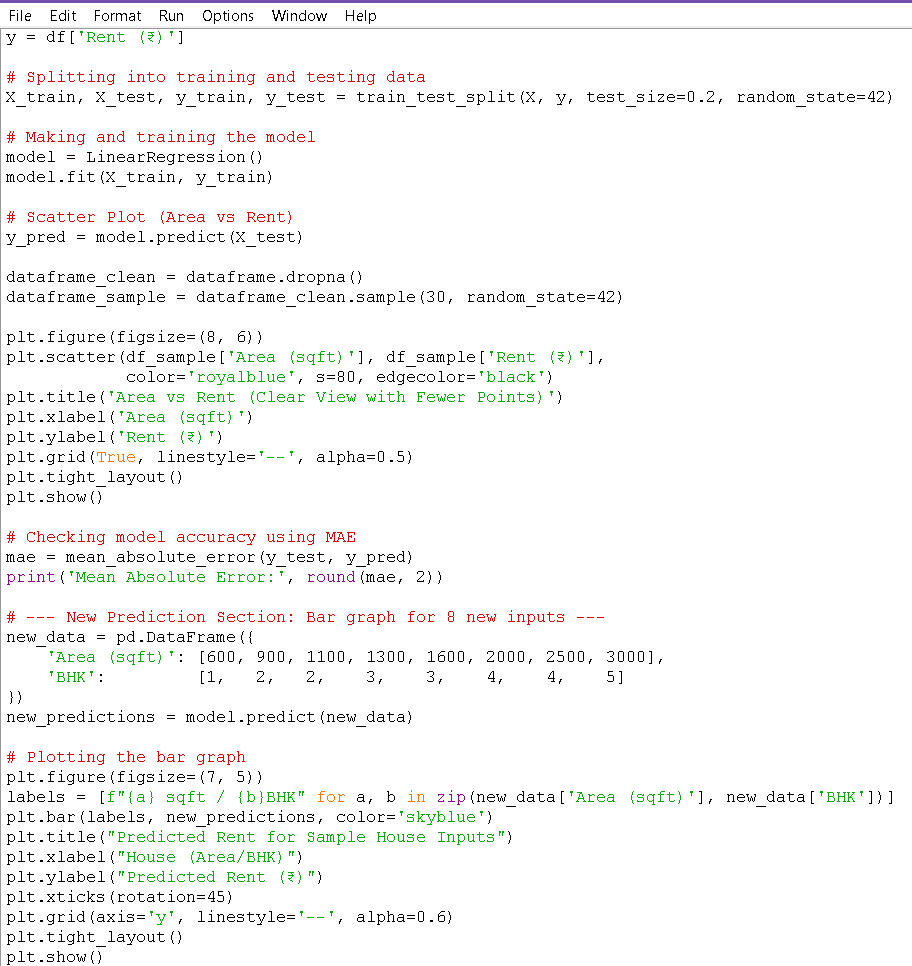 File Edit Format Run Options Window Help
y = df['Rent (₹)']
# Splitting into training and testing data
X_train, X_test, y_train, y_test = train_test_split(X, y, test_size=0.2, random_state=42)
# Making and training the model
model = LinearRegression()
model.fit(X_train, y_train)
# Scatter Plot (Area vs Rent)
y_pred = model.predict(X_test)
dataframe_clean = dataframe.dropna()
dataframe_sample = dataframe_clean.sample(30, random_state=42)
plt.figure(figsize=(8, 6))
plt.scatter(df_sample['Area (sqft)'], df_sample['Rent (₹)'],
            color='royalblue', s=80, edgecolor='black')
plt.title('Area vs Rent (Clear View with Fewer Points)')
plt.xlabel('Area (sqft)')
plt.ylabel('Rent (₹)')
plt.grid(True, linestyle='--', alpha=0.5)
plt.tight_layout()
plt.show()
# Checking model accuracy using MAE
mae = mean_absolute_error(y_test, y_pred)
print('Mean Absolute Error:', round(mae, 2))
# --- New Prediction Section: Bar graph for 8 new inputs ---
new_data = pd.DataFrame({
    'Area (sqft)': [600, 900, 1100, 1300, 1600, 2000, 2500, 3000],
    'BHK':         [1,   2,   2,    3,    3,    4,    4,    5]
})
new_predictions = model.predict(new_data)
# Plotting the bar graph
plt.figure(figsize=(7, 5))
labels = [f"{a} sqft / {b}BHK" for a, b in zip(new_data['Area (sqft)'], new_data['BHK'])]
plt.bar(labels, new_predictions, color='skyblue')
plt.title("Predicted Rent for Sample House Inputs")
plt.xlabel("House (Area/BHK)")
plt.ylabel("Predicted Rent (₹)")
plt.xticks(rotation=45)
plt.grid(axis='y', linestyle='--', alpha=0.6)
plt.tight_layout()
plt.show()